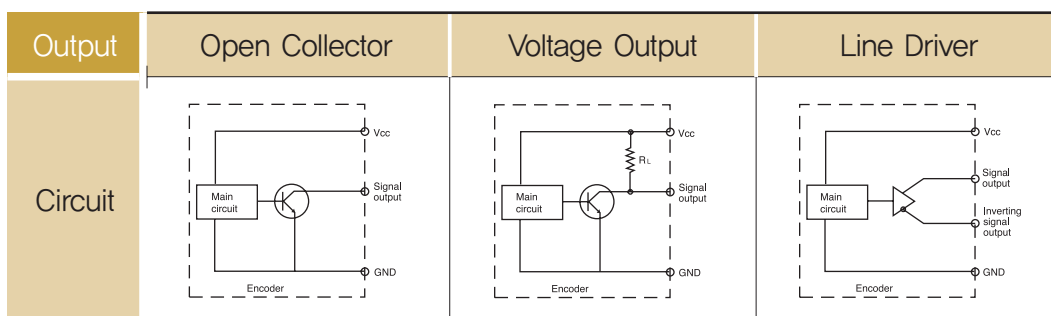 Output
Open Collector
Voltage Output
Line Driver
Circuit
Vcc
Main
circuit
Signal
output
GND
Encoder
Vcc
RL
Main
circuit
Signal
output
GND
Encoder
Vcc
Main
circuit
Signal
output
Inverting
signal
output
GND
Encoder